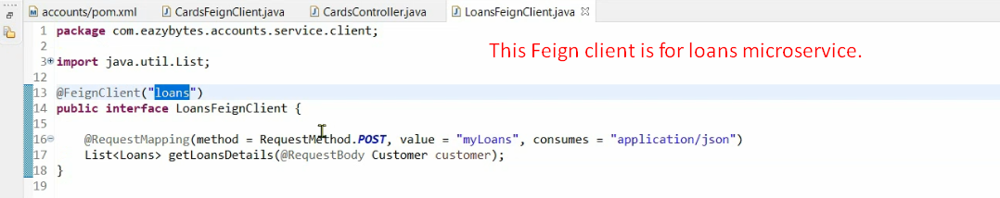 accounts/pom.xml CardsFeignClient.java CardsController.java LoansFeignClient.java
1 package com.eazybytes.accounts.service.client;
2
This Feign client is for loans microservice.
3 import java.util.List;
12
13 @FeignClient("loans")
14 public interface LoansFeignClient {
15
16 @RequestMapping(method = RequestMethod.POST, value = "myLoans", consumes = "application/json")
17 List<Loans> getLoansDetails(@RequestBody Customer customer);
18 }
19